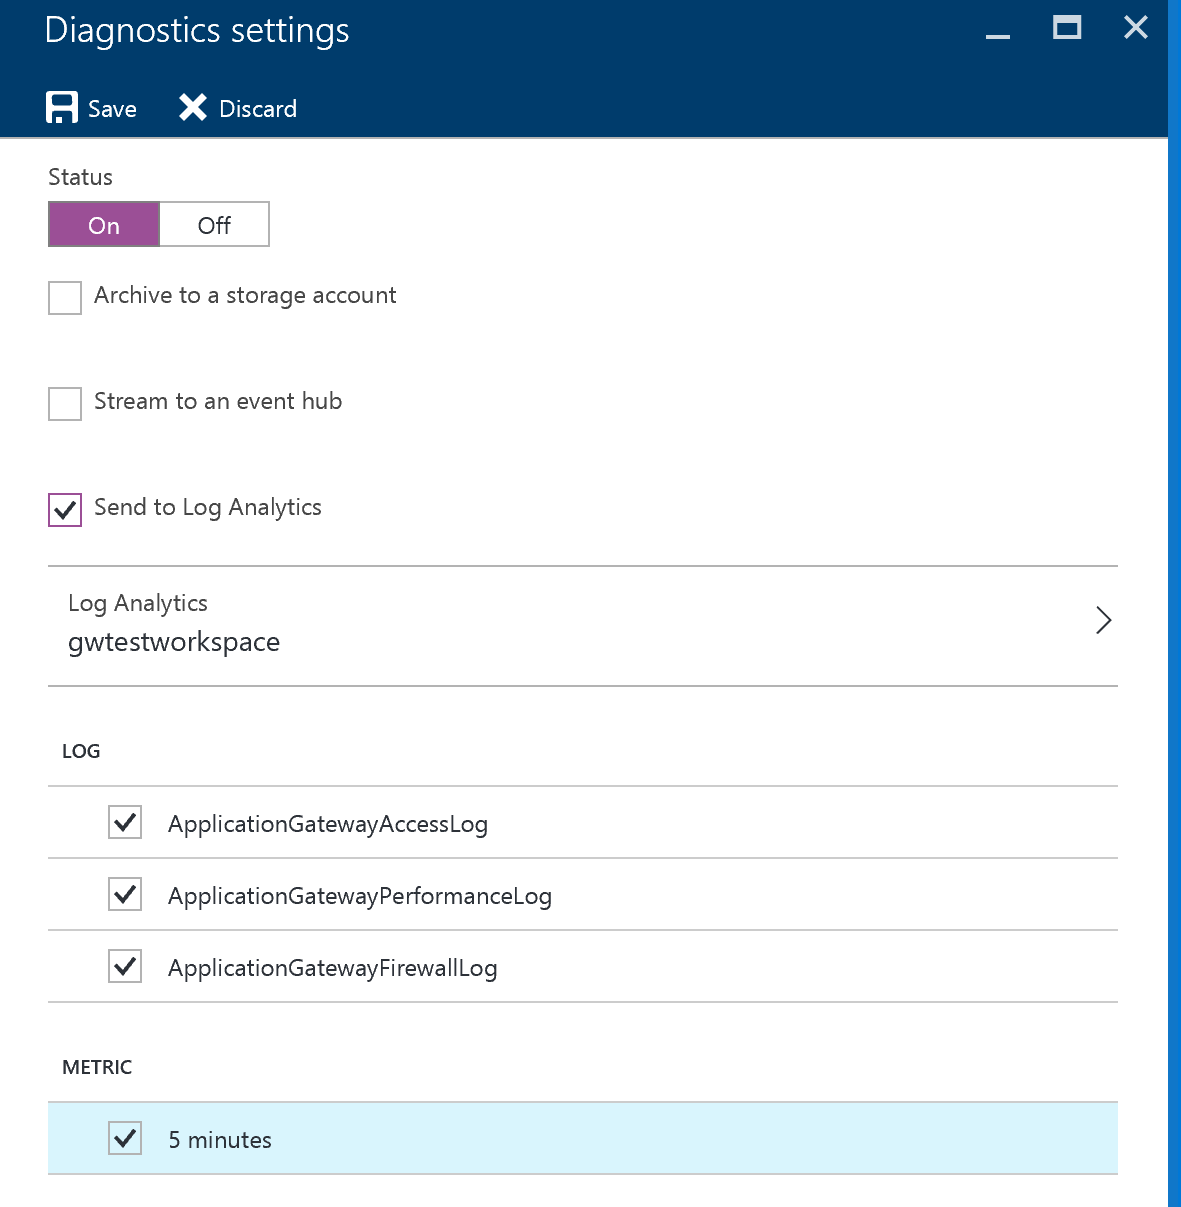 Diagnostics settings
Save Discard
Status
On Off
Archive to a storage account
Stream to an event hub
Send to Log Analytics
Log Analytics
gwtestworkspace
LOG
ApplicationGatewayAccessLog
ApplicationGatewayPerformanceLog
ApplicationGatewayFirewallLog
METRIC
5 minutes